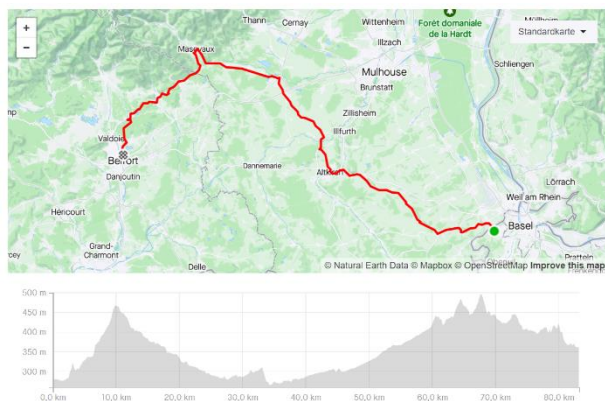 +
−
Thann
Cernay
Wittenheim
Forêt domaniale
de la Hardt
Müllheim
Illzach
Standardkarte
Schliengen
Masevaux
Mulhouse
Brunstatt
Zillisheim
Illfurth
Valdoie
Belfort
Danjoutin
Dannemarie
Altkirch
Lörrach
Weil am Rhein
Basel
Héricourt
Grand-
Charmont
Delle
Pratteln
© Natural Earth Data © Mapbox © OpenStreetMap Improve this map
500 m
450 m
400 m
350 m
300 m
0,0 km
10,0 km
20,0 km
30,0 km
40,0 km
50,0 km
60,0 km
70,0 km
80,0 km